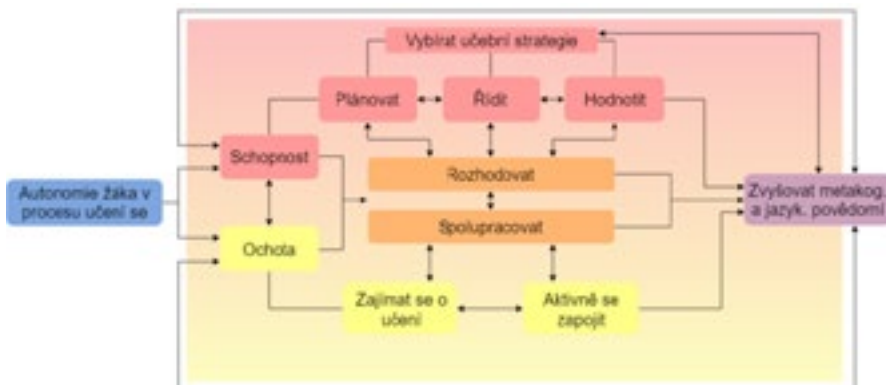 Vybírat učební strategie
Plánovat
Řídit
Hodnotit
Schopnost
Rozhodovat
Autonomie žáka v
procesu učení se
Zvyšovat metakog.
a jazyk. povědomí
Spolupracovat
Ochota
Zajímat se o
učení
Aktivně se
zapojit